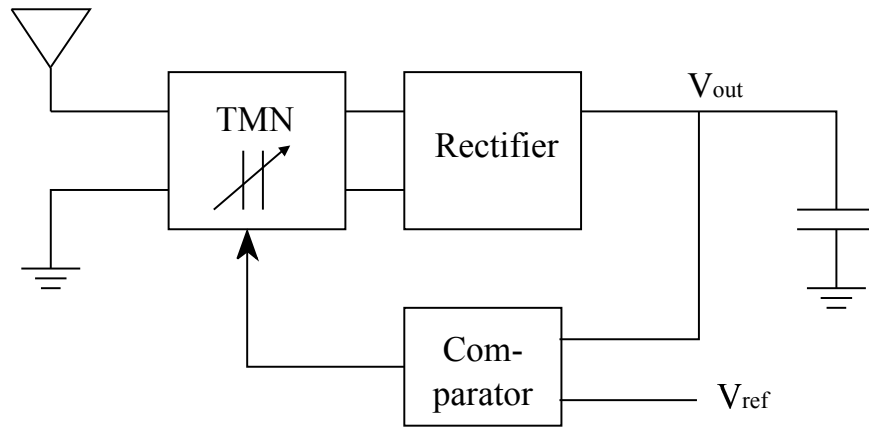 TMN
Rectifier
Vout
Com-
parator
Vref